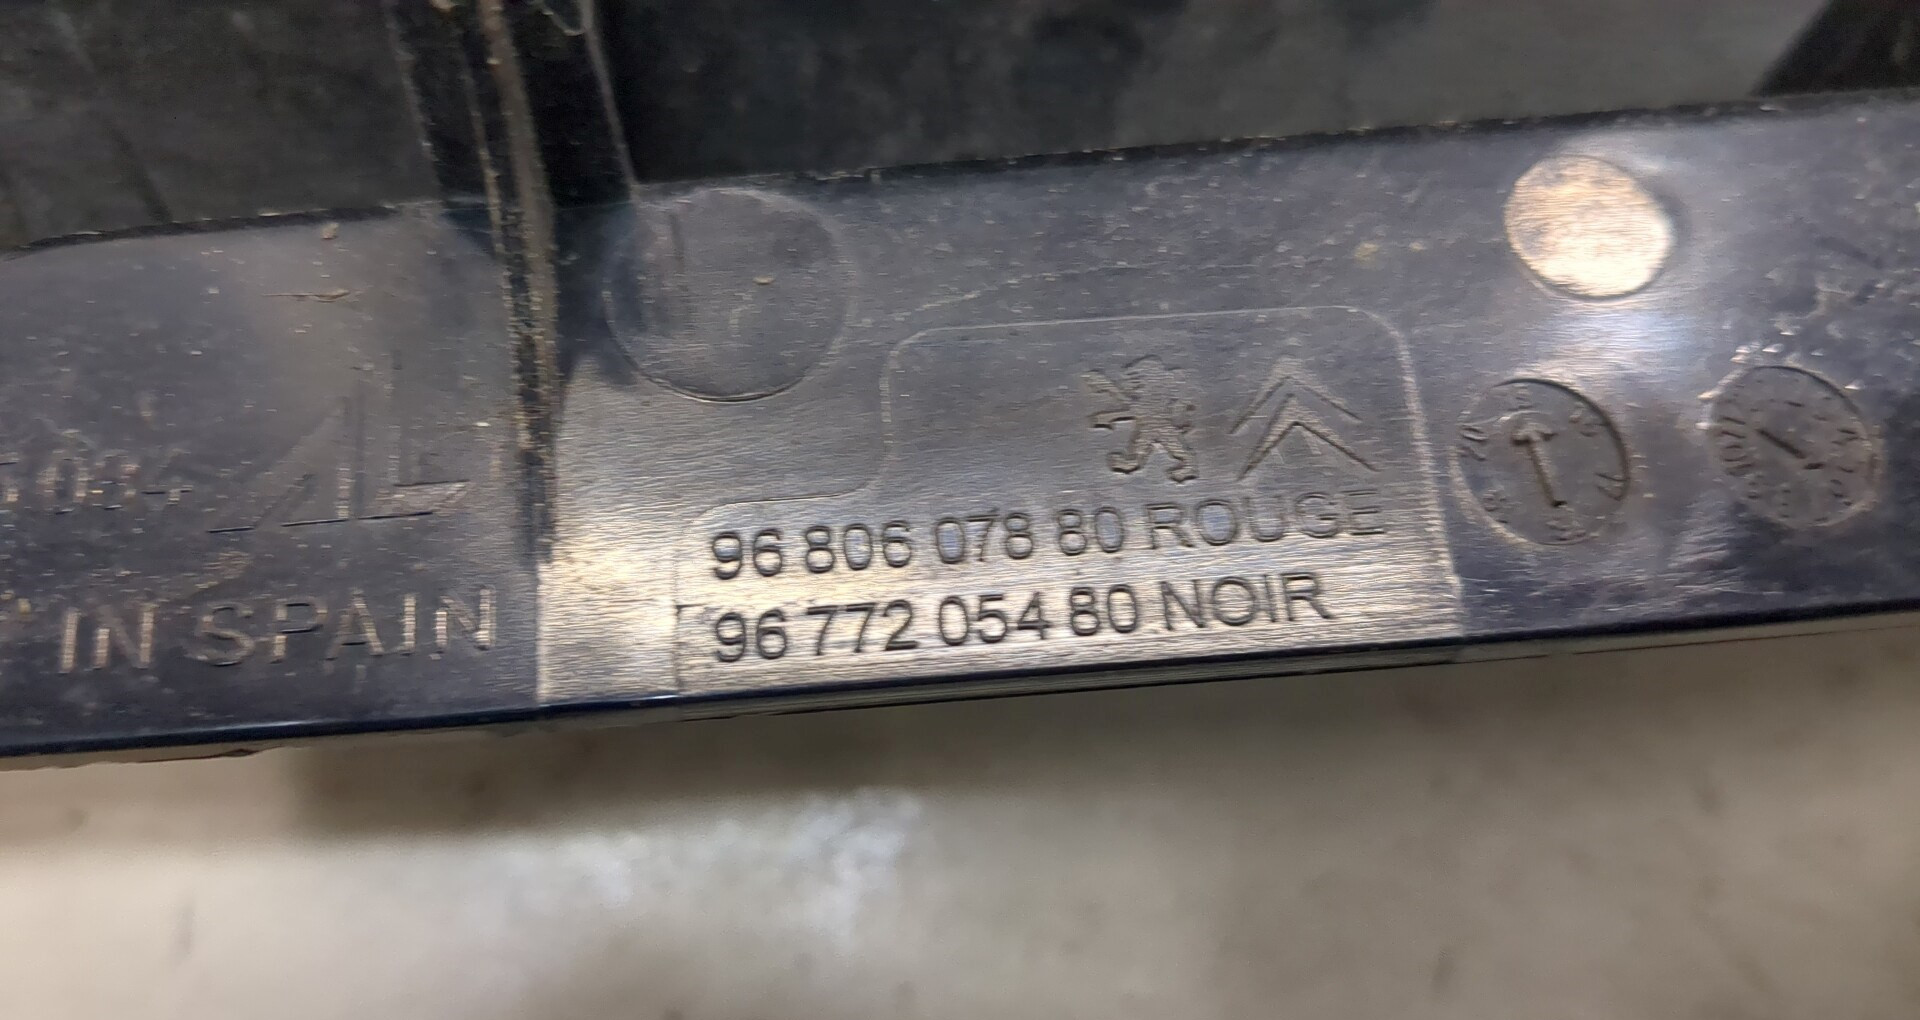 96 806 078 80 ROUGE
96 772 054 80 NOIR
IN SPAIN